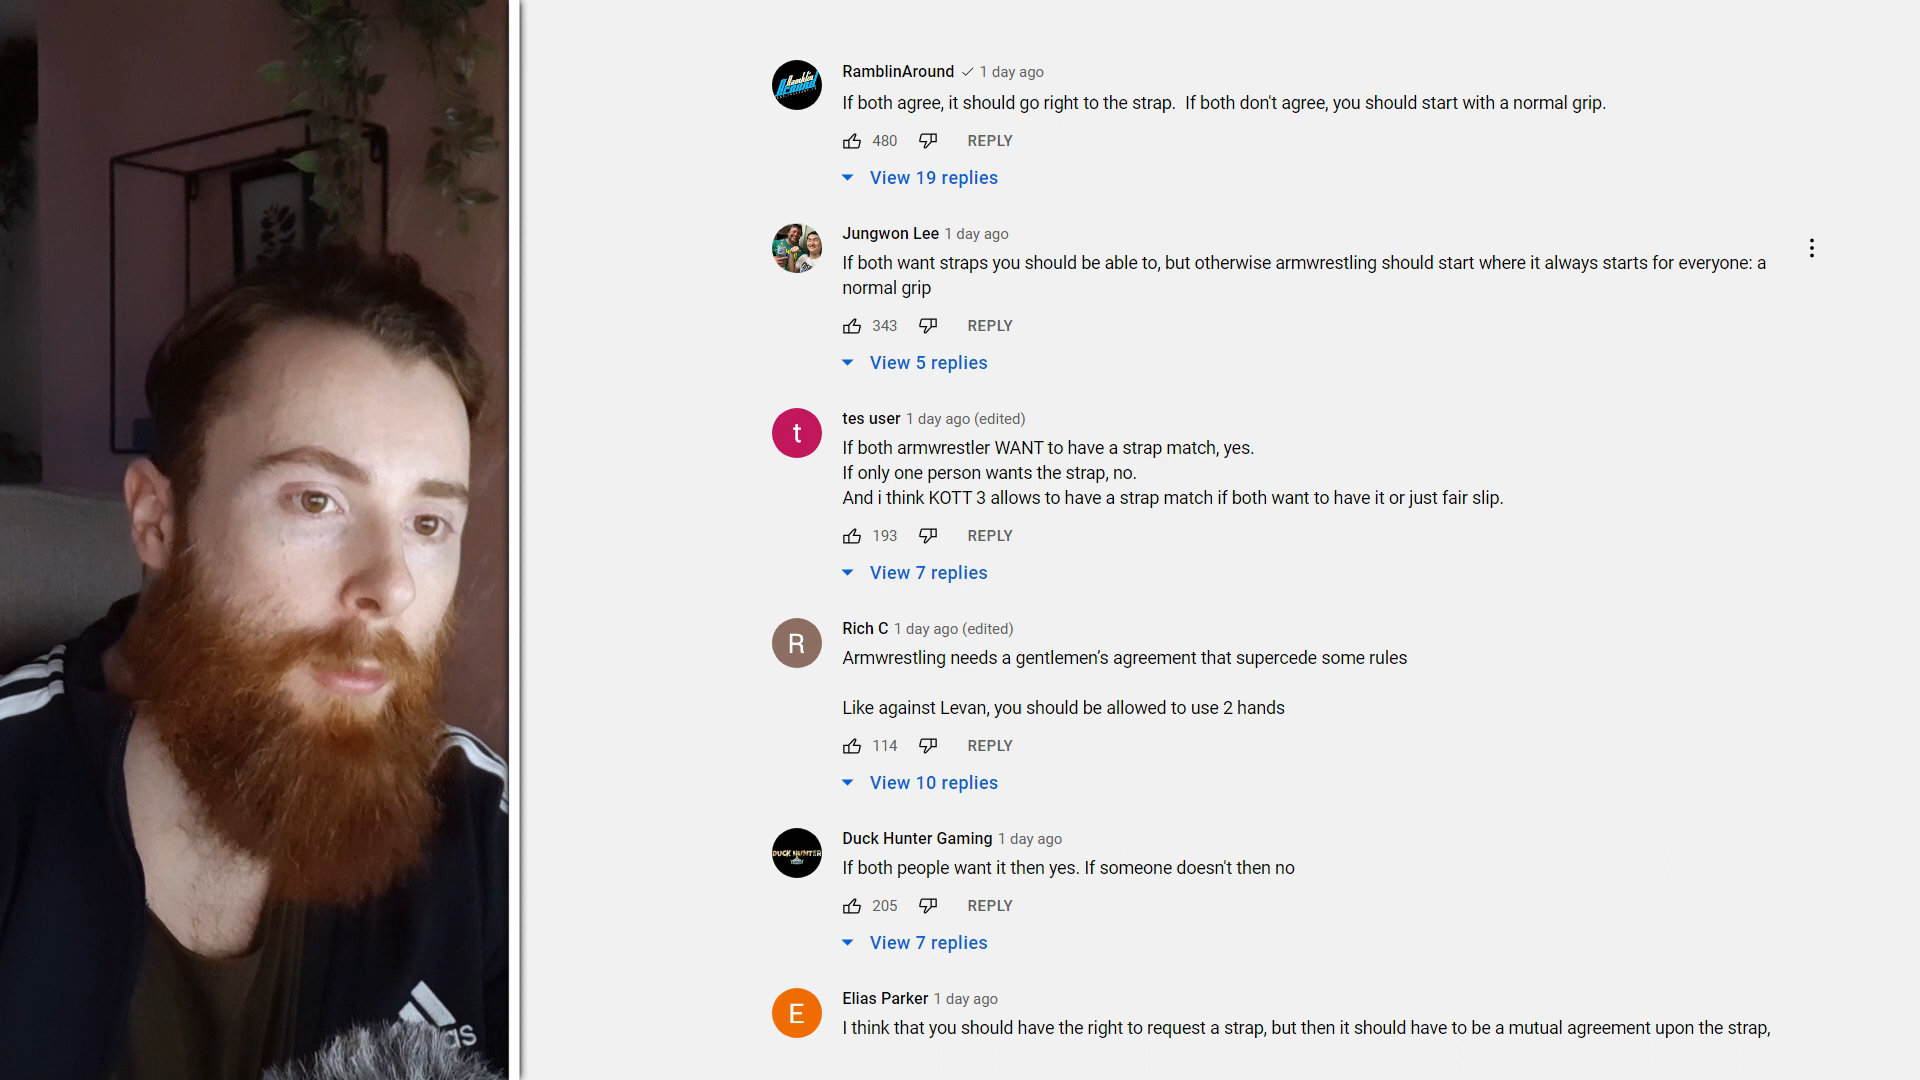 RamblinAround 1 day ago
If both agree, it should go right to the strap.  If both don't agree, you should start with a normal grip.
480 REPLY
View 19 replies
Jungwon Lee 1 day ago
If both want straps you should be able to, but otherwise armwrestling should start where it always starts for everyone: a
normal grip
343 REPLY
View 5 replies
t
tes user 1 day ago (edited)
If both armwrestler WANT to have a strap match, yes.
If only one person wants the strap, no.
And i think KOTT 3 allows to have a strap match if both want to have it or just fair slip.
193 REPLY
View 7 replies
R
Rich C 1 day ago (edited)
Armwrestling needs a gentlemen’s agreement that supercede some rules
Like against Levan, you should be allowed to use 2 hands
114 REPLY
View 10 replies
DUCK HUNTER
Duck Hunter Gaming 1 day ago
If both people want it then yes. If someone doesn't then no
205 REPLY
View 7 replies
E
Elias Parker 1 day ago
I think that you should have the right to request a strap, but then it should have to be a mutual agreement upon the strap,